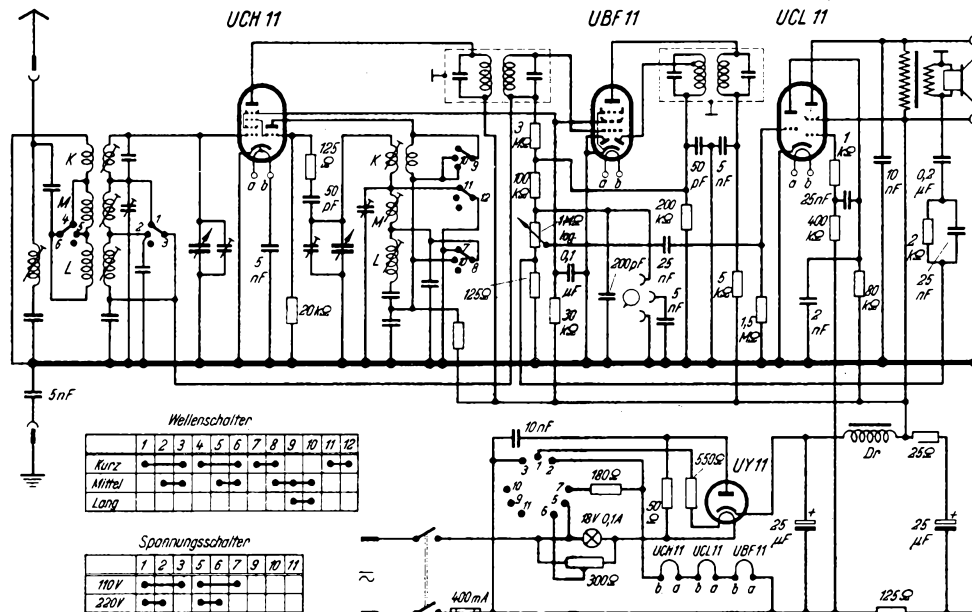 UCH 11
UBF 11
UCL 11
K
M
L
4
5
6
1
2
3
a b
125 Ω
50 pF
5 nF
20 kΩ
K
M
L
10
9
11
12
7
10
8
3 MΩ
100 kΩ
1MΩ log
125Ω
0,1 µF
30 kΩ
a b
200pF
25 nF
5 nF
50 pF
5 nF
200 kΩ
5 kΩ
1,5 MΩ
a b
1 kΩ
25nF
400 kΩ
2 nF
80 kΩ
10 nF
0,2 µF
2 kΩ
25 nF
5nF
Wellenschalter
1 2 3 4 5 6 7 8 9 10 11 12
Kurz
Mittel
Lang
Spannungsschalter
1 2 3 5 6 7 9 10 11
110V
220V
10nF
3 1 2
10
9
11
7
5
6
180Ω
550Ω
50 Ω
UY11
18V 0,1A
300Ω
UCH11 UCL11 UBF11
b a b a b a
400mA
Dr
25Ω
25 µF
+
25 µF
+
125Ω